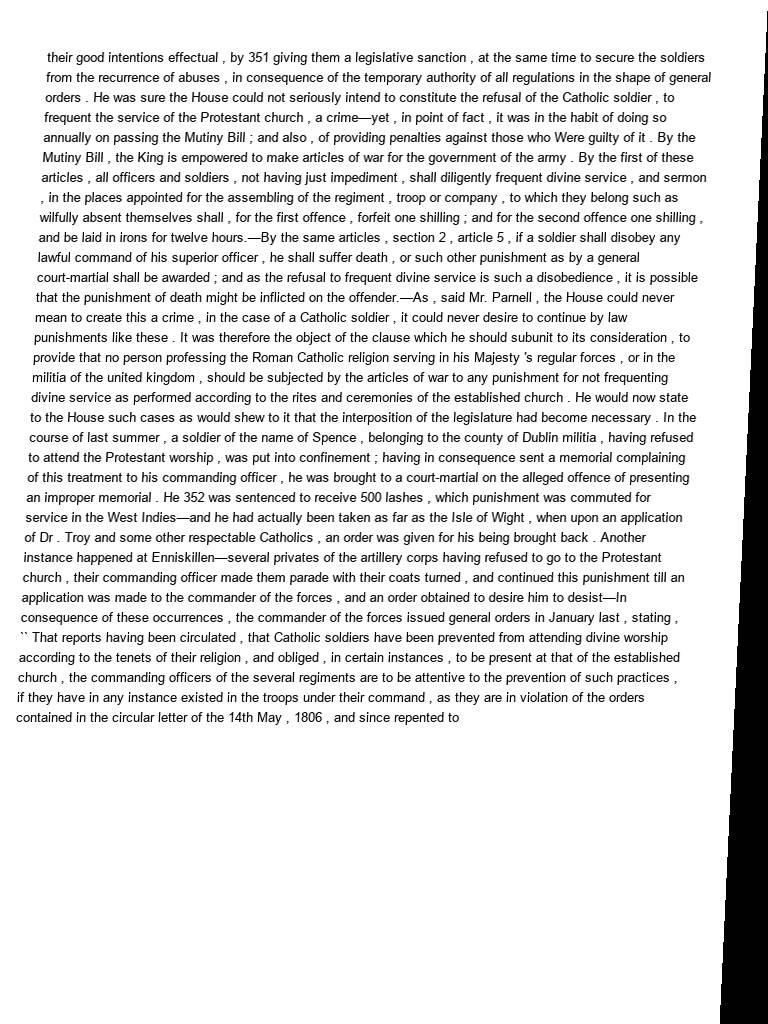 their good intentions effectual , by 351 giving them a legislative sanction , at the same time to secure the soldiers
from the recurrence of abuses , in consequence of the temporary authority of all regulations in the shape of general
orders . He was sure the House could not seriously intend to constitute the refusal of the Catholic soldier , to
frequent the service of the Protestant church , a crime—yet , in point of fact , it was in the habit of doing so
annually on passing the Mutiny Bill ; and also , of providing penalties against those who Were guilty of it . By the
Mutiny Bill , the King is empowered to make articles of war for the government of the army . By the first of these
articles , all officers and soldiers , not having just impediment , shall diligently frequent divine service , and sermon
, in the places appointed for the assembling of the regiment , troop or company , to which they belong such as
wilfully absent themselves shall , for the first offence , forfeit one shilling ; and for the second offence one shilling ,
and be laid in irons for twelve hours.—By the same articles , section 2 , article 5 , if a soldier shall disobey any
lawful command of his superior officer , he shall suffer death , or such other punishment as by a general
court-martial shall be awarded ; and as the refusal to frequent divine service is such a disobedience , it is possible
that the punishment of death might be inflicted on the offender.—As , said Mr. Parnell , the House could never
mean to create this a crime , in the case of a Catholic soldier , it could never desire to continue by law
punishments like these . It was therefore the object of the clause which he should subunit to its consideration , to
provide that no person professing the Roman Catholic religion serving in his Majesty 's regular forces , or in the
militia of the united kingdom , should be subjected by the articles of war to any punishment for not frequenting
divine service as performed according to the rites and ceremonies of the established church . He would now state
to the House such cases as would shew to it that the interposition of the legislature had become necessary . In the
course of last summer , a soldier of the name of Spence , belonging to the county of Dublin militia , having refused
to attend the Protestant worship , was put into confinement ; having in consequence sent a memorial complaining
of this treatment to his commanding officer , he was brought to a court-martial on the alleged offence of presenting
an improper memorial . He 352 was sentenced to receive 500 lashes , which punishment was commuted for
service in the West Indies—and he had actually been taken as far as the Isle of Wight , when upon an application
of Dr . Troy and some other respectable Catholics , an order was given for his being brought back . Another
instance happened at Enniskillen—several privates of the artillery corps having refused to go to the Protestant
church , their commanding officer made them parade with their coats turned , and continued this punishment till an
application was made to the commander of the forces , and an order obtained to desire him to desist—In
consequence of these occurrences , the commander of the forces issued general orders in January last , stating ,
`` That reports having been circulated , that Catholic soldiers have been prevented from attending divine worship
according to the tenets of their religion , and obliged , in certain instances , to be present at that of the established
church , the commanding officers of the several regiments are to be attentive to the prevention of such practices ,
if they have in any instance existed in the troops under their command , as they are in violation of the orders
contained in the circular letter of the 14th May , 1806 , and since repented to